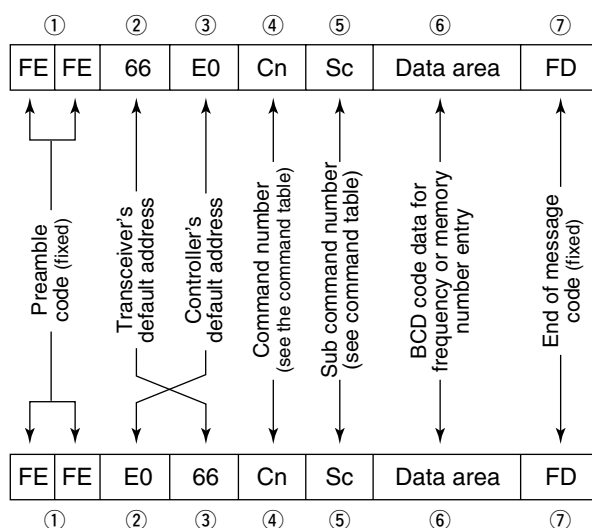 ① ② ③ ④ ⑤ ⑥ ⑦
FE FE 66 E0 Cn Sc Data area FD
Preamble
code (fixed)
Transceiver's
default address
Controller's
default address
Command number
(see the command table)
Sub command number
(see command table)
BCD code data for
frequency or memory
number entry
End of message
code (fixed)
FE FE E0 66 Cn Sc Data area FD
① ② ③ ④ ⑤ ⑥ ⑦